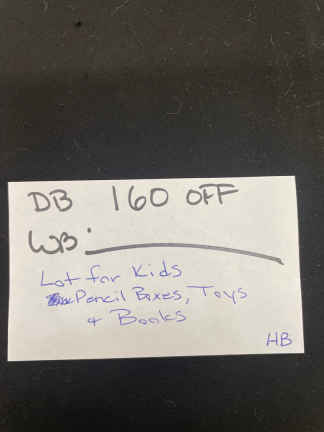 DB 160 OFF
WB:
Lot for Kids
Pencil Boxes, Toys
+ Books
HB